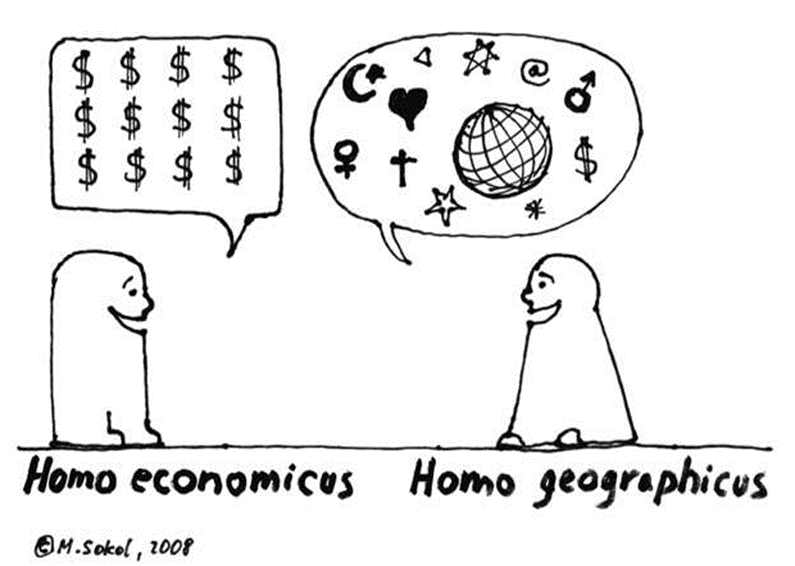 $ $ $ $
$ $ $ $
$ $ $ $
@
$
Homo economicus
Homo geographicus
©M.Sokol, 2008